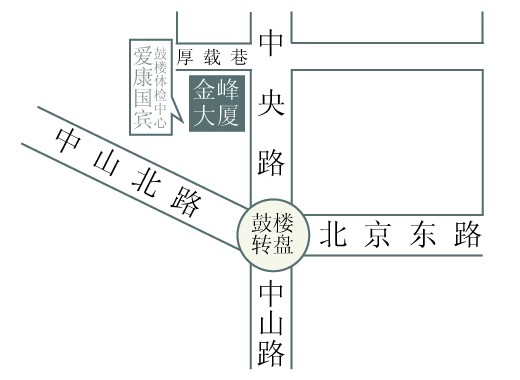 厚载巷
中央路
爱康国宾
鼓楼体检中心
金峰
大厦
中山北路
鼓楼
转盘
北京东路
中山路